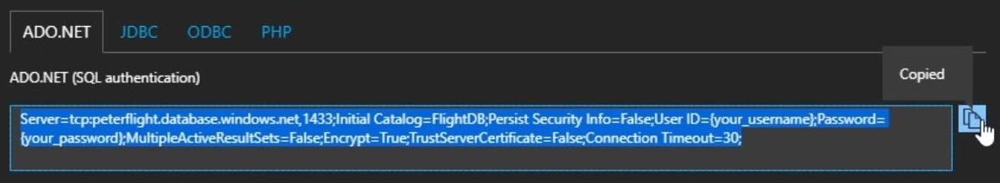 ADO.NET JDBC ODBC PHP
Copied
ADO.NET (SQL authentication)
Server=tcp:peterflight.database.windows.net,1433;Initial Catalog=FlightDB;Persist Security Info=False;User ID={your_username};Password=
{your_password};MultipleActiveResultSets=False;Encrypt=True;TrustServerCertificate=False;Connection Timeout=30;